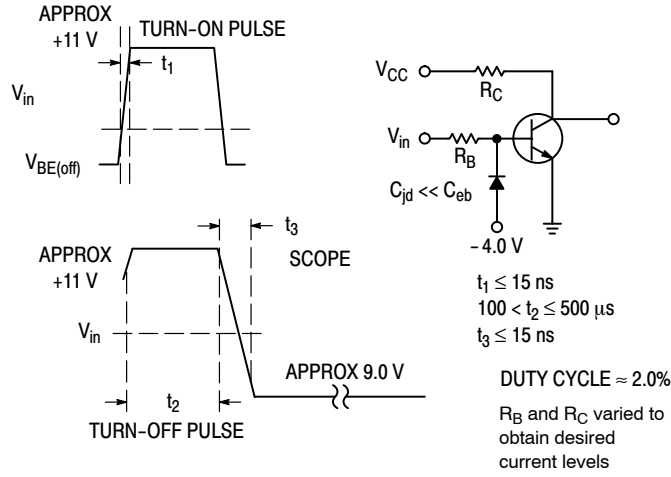 APPROX
+11 V
TURN-ON PULSE
t1
Vin
VBE(off)
VCC
RC
Vin
RB
Cjd << Ceb
-4.0 V
t3
APPROX
+11 V
SCOPE
Vin
APPROX 9.0 V
t2
TURN-OFF PULSE
t1 ≤ 15 ns
100 < t2 ≤ 500 μs
t3 ≤ 15 ns
DUTY CYCLE ≈ 2.0%
RB and RC varied to
obtain desired
current levels